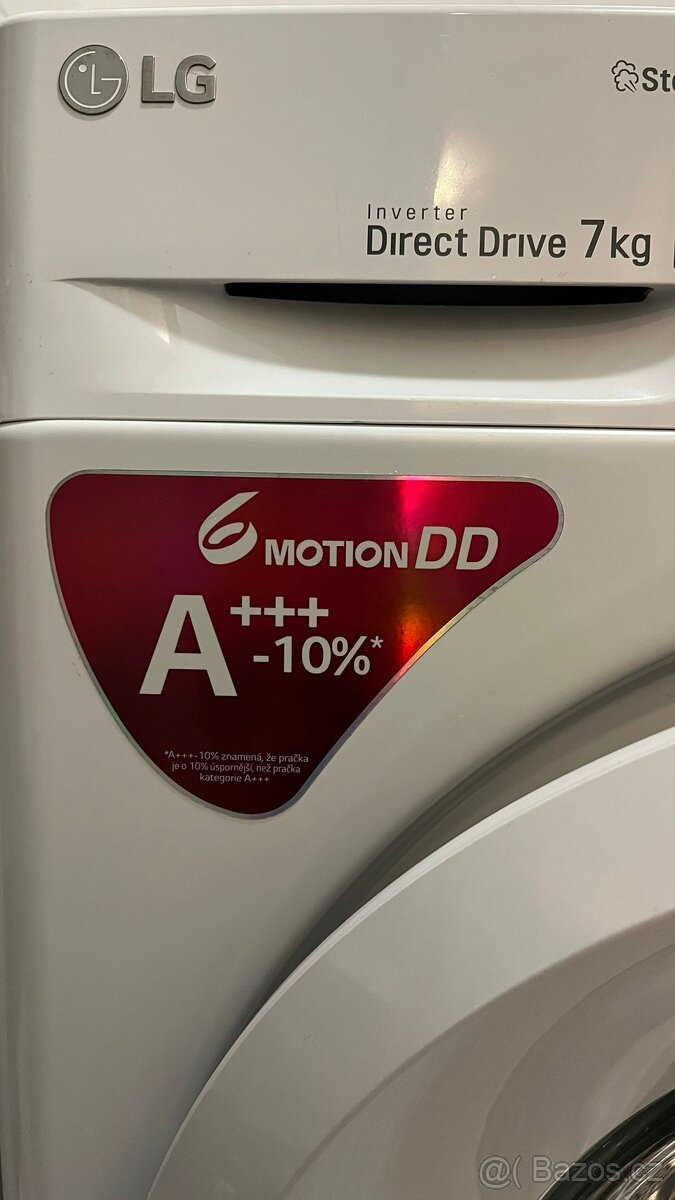 LG
Inverter
Direct Drive 7kg
6 MOTION DD
A+++
-10%*
*A+++-10% znamená, že pračka
je o 10% úspornější, než pračka
kategorie A+++
@( Bazos.cz